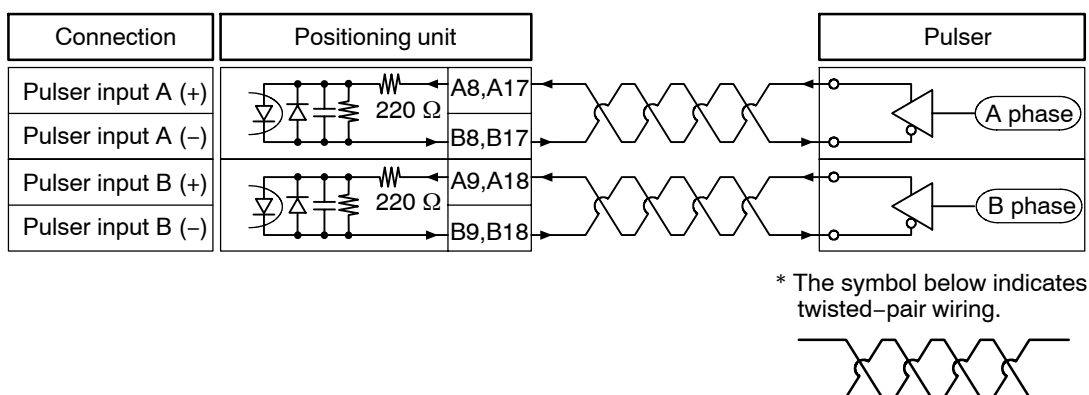 Connection
Positioning unit
Pulser
Pulser input A (+)
220 Ω
A8,A17
A phase
Pulser input A (−)
B8,B17
Pulser input B (+)
220 Ω
A9,A18
B phase
Pulser input B (−)
B9,B18
* The symbol below indicates
twisted−pair wiring.